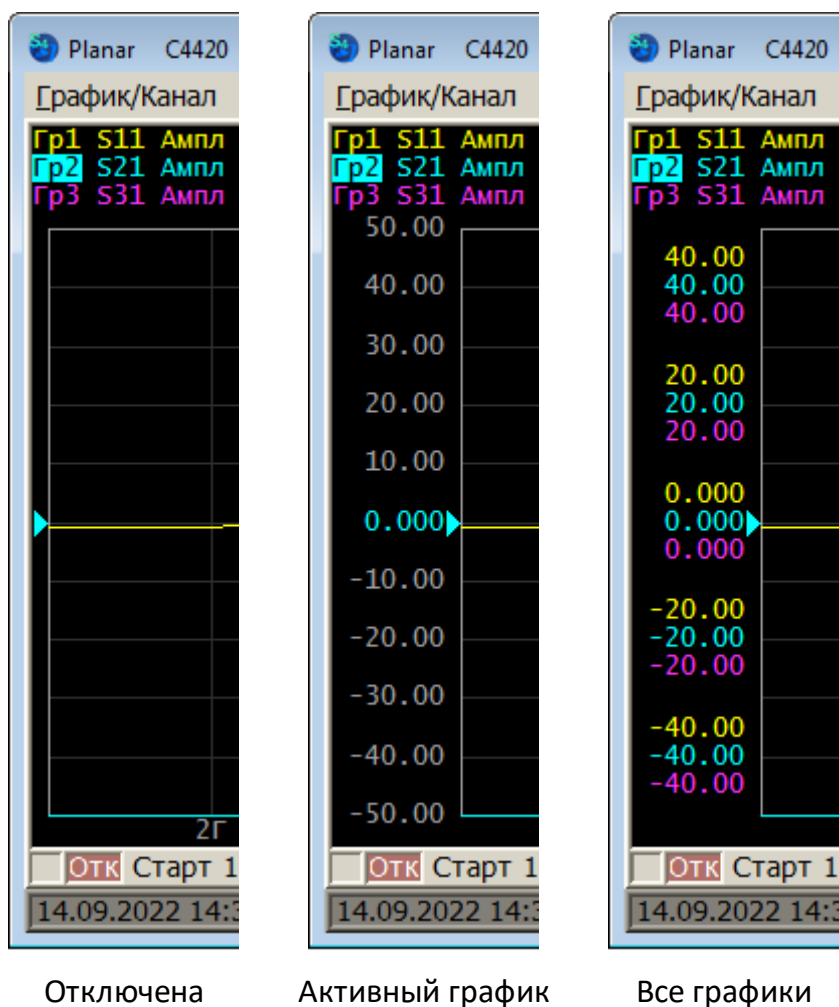 Planar C4420
График/Канал
Гр1 S11 Ампл
Гр2 S21 Ампл
Гр3 S31 Ампл
2Г
Отк Старт 1
14.09.2022 14:3
Отключена
Planar C4420
График/Канал
Гр1 S11 Ампл
Гр2 S21 Ампл
Гр3 S31 Ампл
50.00
40.00
30.00
20.00
10.00
0.000
-10.00
-20.00
-30.00
-40.00
-50.00
Отк Старт 1
14.09.2022 14:3
Активный график
Planar C4420
График/Канал
Гр1 S11 Ампл
Гр2 S21 Ампл
Гр3 S31 Ампл
40.00
40.00
40.00
20.00
20.00
20.00
0.000
0.000
0.000
-20.00
-20.00
-20.00
-40.00
-40.00
-40.00
Отк Старт 1
14.09.2022 14:3
Все графики